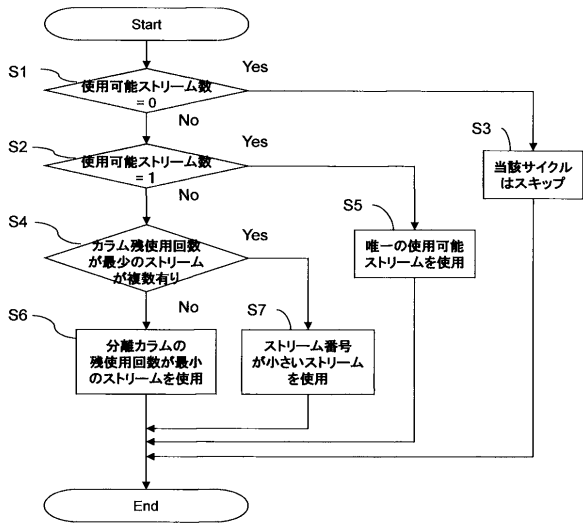 Start
S1
使用可能ストリーム数
= 0
Yes
No
S2
使用可能ストリーム数
= 1
Yes
No
S3
当該サイクル
はスキップ
S4
カラム残使用回数
が最少のストリーム
が複数有り
Yes
No
S5
唯一の使用可能
ストリームを使用
S6
分離カラムの
残使用回数が最小
のストリームを使用
S7
ストリーム番号
が小さいストリーム
を使用
End